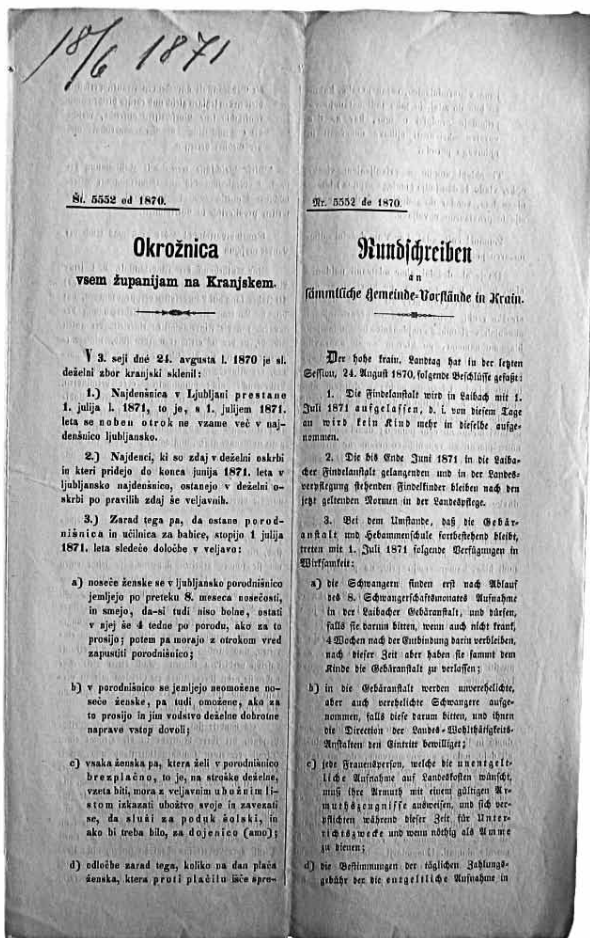 18/6 1871
Št. 5552 od 1870.
Okrožnica
vsem županijam na Kranjskem.
V 3. seji dné 24. avgusta l. 1870 je sl.
deželni zbor kranjski sklenil:
1.) Najdenšnica v Ljubljani prestane
1. julija l. 1871, to je, s 1. julijem 1871.
leta se noben otrok ne vzame več v naj-
denšnico ljubljansko.
2.) Najdenci, ki so zdaj v deželni oskrbi
in kteri pridejo do konca junija 1871. leta v
ljubljansko najdenšnico, ostanejo v deželni o-
skrbi po pravilih zdaj še veljavnih.
3.) Zarad tega pa, da ostane porod-
nišnica in učilnica za babice, stopijo 1 julija
1871. leta sledeče določbe v veljavo:
a) noseče ženske se v ljubljansko porodnišnico
jemljejo po preteku 8. meseca nosečosti,
in smejo, da-si tudi niso bolne, ostati
v njej še 4 tedne po porodu, ako za to
prosijo; potem pa morajo z otrokom vred
zapustiti porodnišnico;
b) v porodnišnico se jemljejo neomožene no-
seče ženske, pa tudi omožene, ako za
to prosijo in jim vodstvo deželne dobrotne
naprave vstop dovoli;
c) vsaka ženska pa, ktera želi v porodnišnico
brezplačno, to je, na stroške deželne,
vzeta biti, mora z veljavnim ubožnim li-
stom izkazati uboštvo svoje in zavezati
se, da služi za poduk šolski, in
ako bi treba bilo, za dojenico (amo);
d) odločbe zarad tega, koliko na dan plača
ženska, ktera proti plačilu išče spre-
Nr. 5552 de 1870.
Rundschreiben
an
sämmtliche Gemeinde-Vorstände in Krain.
Der hohe krain. Landtag hat in der letzten
Session, 24. August 1870, folgende Beschlüsse gefaßt:
1. Die Findelanstalt wird in Laibach mit 1.
Juli 1871 aufgelassen, d. i. von diesem Tage
an wird kein Kind mehr in dieselbe aufge-
nommen.
2. Die bis Ende Juni 1871 in die Laiba-
cher Findelanstalt gelangenden und in der Landes-
verpflegung stehenden Findelkinder bleiben nach den
jetzt geltenden Normen in der Landespflege.
3. Bei dem Umstande, daß die Gebär-
anstalt und Hebammenschule fortbestehend bleibt,
treten mit 1. Juli 1871 folgende Verfügungen in
Wirksamkeit:
a) die Schwangern finden erst nach Ablauf
des 8. Schwangerschaftsmonates Aufnahme
in der Laibacher Gebäranstalt, und dürfen,
falls sie darum bitten, wenn auch nicht krank,
4 Wochen nach der Entbindung darin verbleiben,
nach dieser Zeit aber haben sie sammt dem
Kinde die Gebäranstalt zu verlassen;
b) in die Gebäranstalt werden unverehelichte,
aber auch verehelichte Schwangere aufge-
nommen, falls diese darum bitten, und ihnen
die Direction der Landes-Wohlthätigkeits-
Anstalten den Eintritt bewilliget;
c) jede Frauensperson, welche die unentgelt-
liche Aufnahme auf Landeskosten wünscht,
muß ihre Armuth mit einem gültigen Ar-
muthszeugnisse ausweisen, und sich ver-
pflichten während dieser Zeit für Unter-
richtszwecke und wenn nöthig als Amme
zu dienen;
d) die Bestimmungen der täglichen Zahlungs-
gebühr der die entgeltliche Aufnahme in